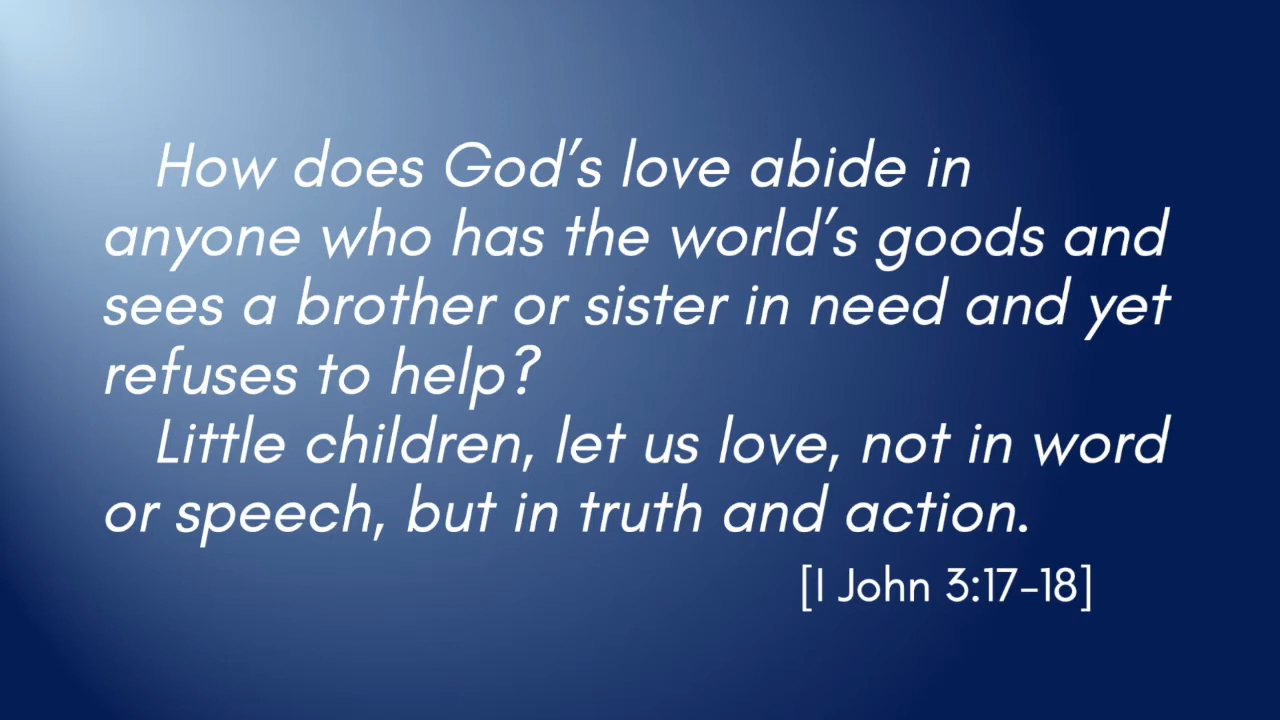 How does God’s love abide in
anyone who has the world’s goods and
sees a brother or sister in need and yet
refuses to help?
Little children, let us love, not in word
or speech, but in truth and action.
[I John 3:17-18]